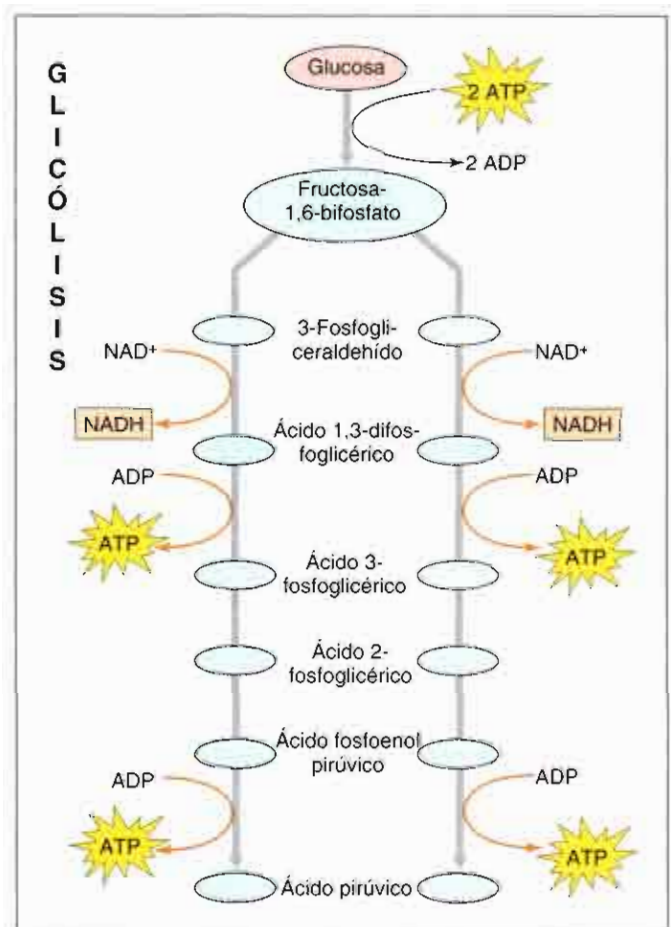 GLICÓLISIS
Glucosa
2 ATP
2 ADP
Fructosa-
1,6-bifosfato
3-Fosfogli-
ceraldehído
NAD+
NAD+
NADH
NADH
Ácido 1,3-difos-
foglicérico
ADP
ADP
ATP
ATP
Ácido 3-
fosfoglicérico
Ácido 2-
fosfoglicérico
Ácido fosfoenol
pirúvico
ADP
ADP
ATP
ATP
Ácido pirúvico